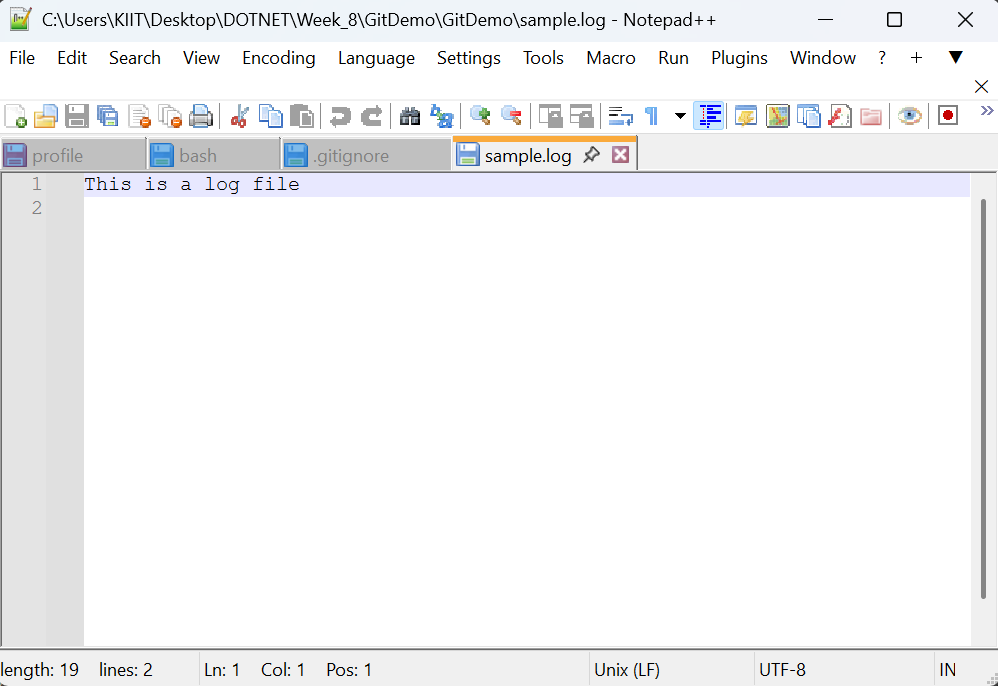 C:\Users\KIIT\Desktop\DOTNET\Week_8\GitDemo\GitDemo\sample.log - Notepad++
File Edit Search View Encoding Language Settings Tools Macro Run Plugins Window ? + ▼
profile bash .gitignore sample.log
1 This is a log file
2
length: 19 lines: 2 Ln: 1 Col: 1 Pos: 1 Unix (LF) UTF-8 IN